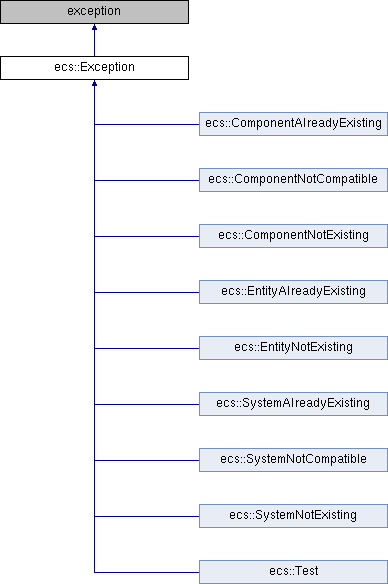 exception
ecs::Exception
ecs::ComponentAlreadyExisting
ecs::ComponentNotCompatible
ecs::ComponentNotExisting
ecs::EntityAlreadyExisting
ecs::EntityNotExisting
ecs::SystemAlreadyExisting
ecs::SystemNotCompatible
ecs::SystemNotExisting
ecs::Test